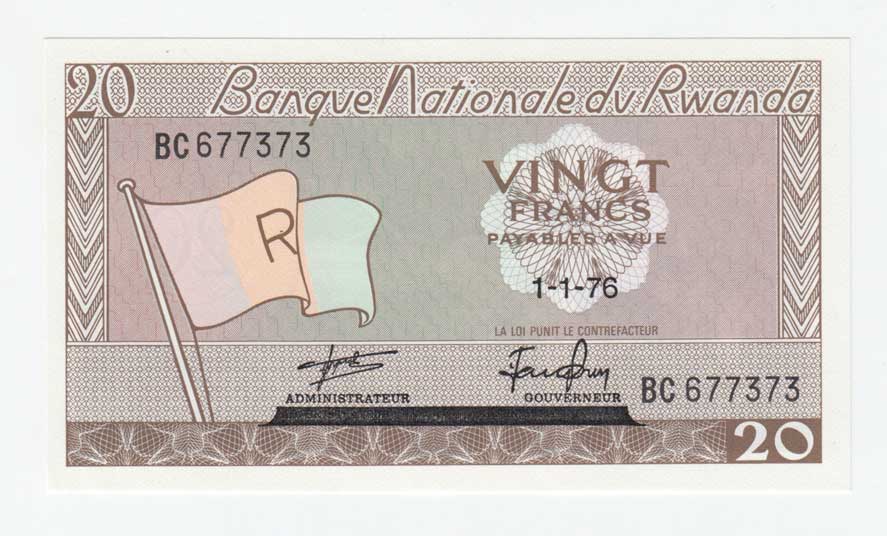 20 Banque Nationale du Rwanda
BC 677373
R
VINGT
FRANCS
PAYABLES A VUE
1-1-76
LA LOI PUNIT LE CONTREFACTEUR
ADMINISTRATEUR
GOUVERNEUR
BC 677373
20